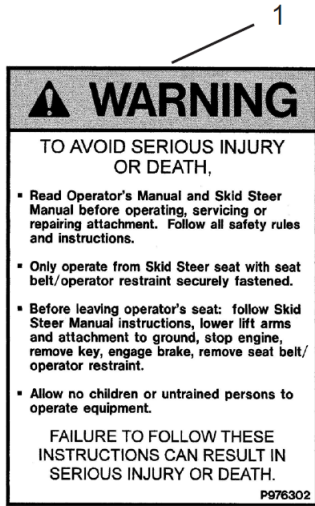 1
WARNING
TO AVOID SERIOUS INJURY
OR DEATH,
▪ Read Operator's Manual and Skid Steer
Manual before operating, servicing or
repairing attachment. Follow all safety rules
and instructions.
▪ Only operate from Skid Steer seat with seat
belt/operator restraint securely fastened.
▪ Before leaving operator's seat: follow Skid
Steer Manual instructions, lower lift arms
and attachment to ground, stop engine,
remove key, engage brake, remove seat belt/
operator restraint.
▪ Allow no children or untrained persons to
operate equipment.
FAILURE TO FOLLOW THESE
INSTRUCTIONS CAN RESULT IN
SERIOUS INJURY OR DEATH.
P976302